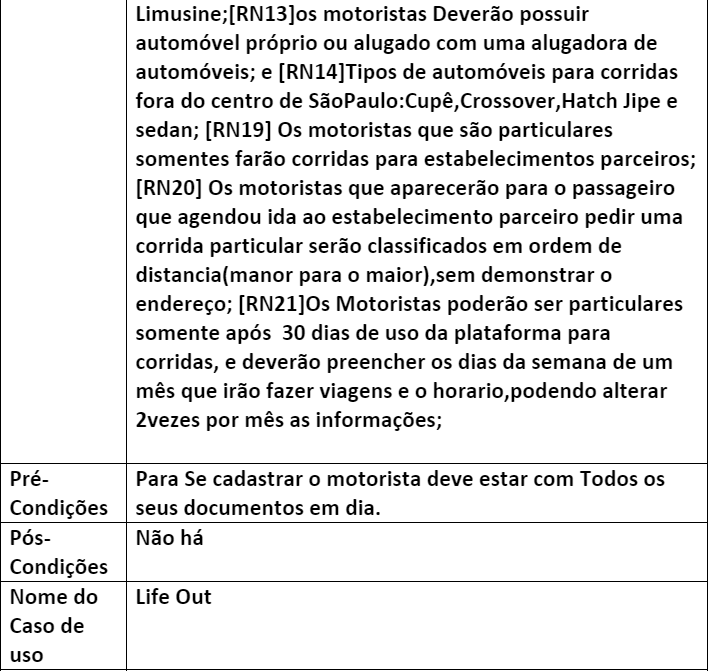 Limusine;[RN13]os motoristas Deverão possuir
automóvel próprio ou alugado com uma alugadora de
automóveis; e [RN14]Tipos de automóveis para corridas
fora do centro de SãoPaulo:Cupê,Crossover,Hatch Jipe e
sedan; [RN19] Os motoristas que são particulares
somentes farão corridas para estabelecimentos parceiros;
[RN20] Os motoristas que aparecerão para o passageiro
que agendou ida ao estabelecimento parceiro pedir uma
corrida particular serão classificados em ordem de
distancia(manor para o maior),sem demonstrar o
endereço; [RN21]Os Motoristas poderão ser particulares
somente após  30 dias de uso da plataforma para
corridas, e deverão preencher os dias da semana de um
mês que irão fazer viagens e o horario,podendo alterar
2vezes por mês as informações;
Pré-
Condições
Para Se cadastrar o motorista deve estar com Todos os
seus documentos em dia.
Pós-
Condições
Não há
Nome do
Caso de
uso
Life Out